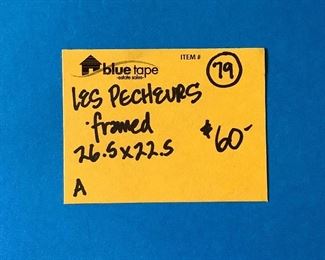 blue tape
estate sales
ITEM #
79
LES PECHEURS
framed
26.5x22.5
$60-
A